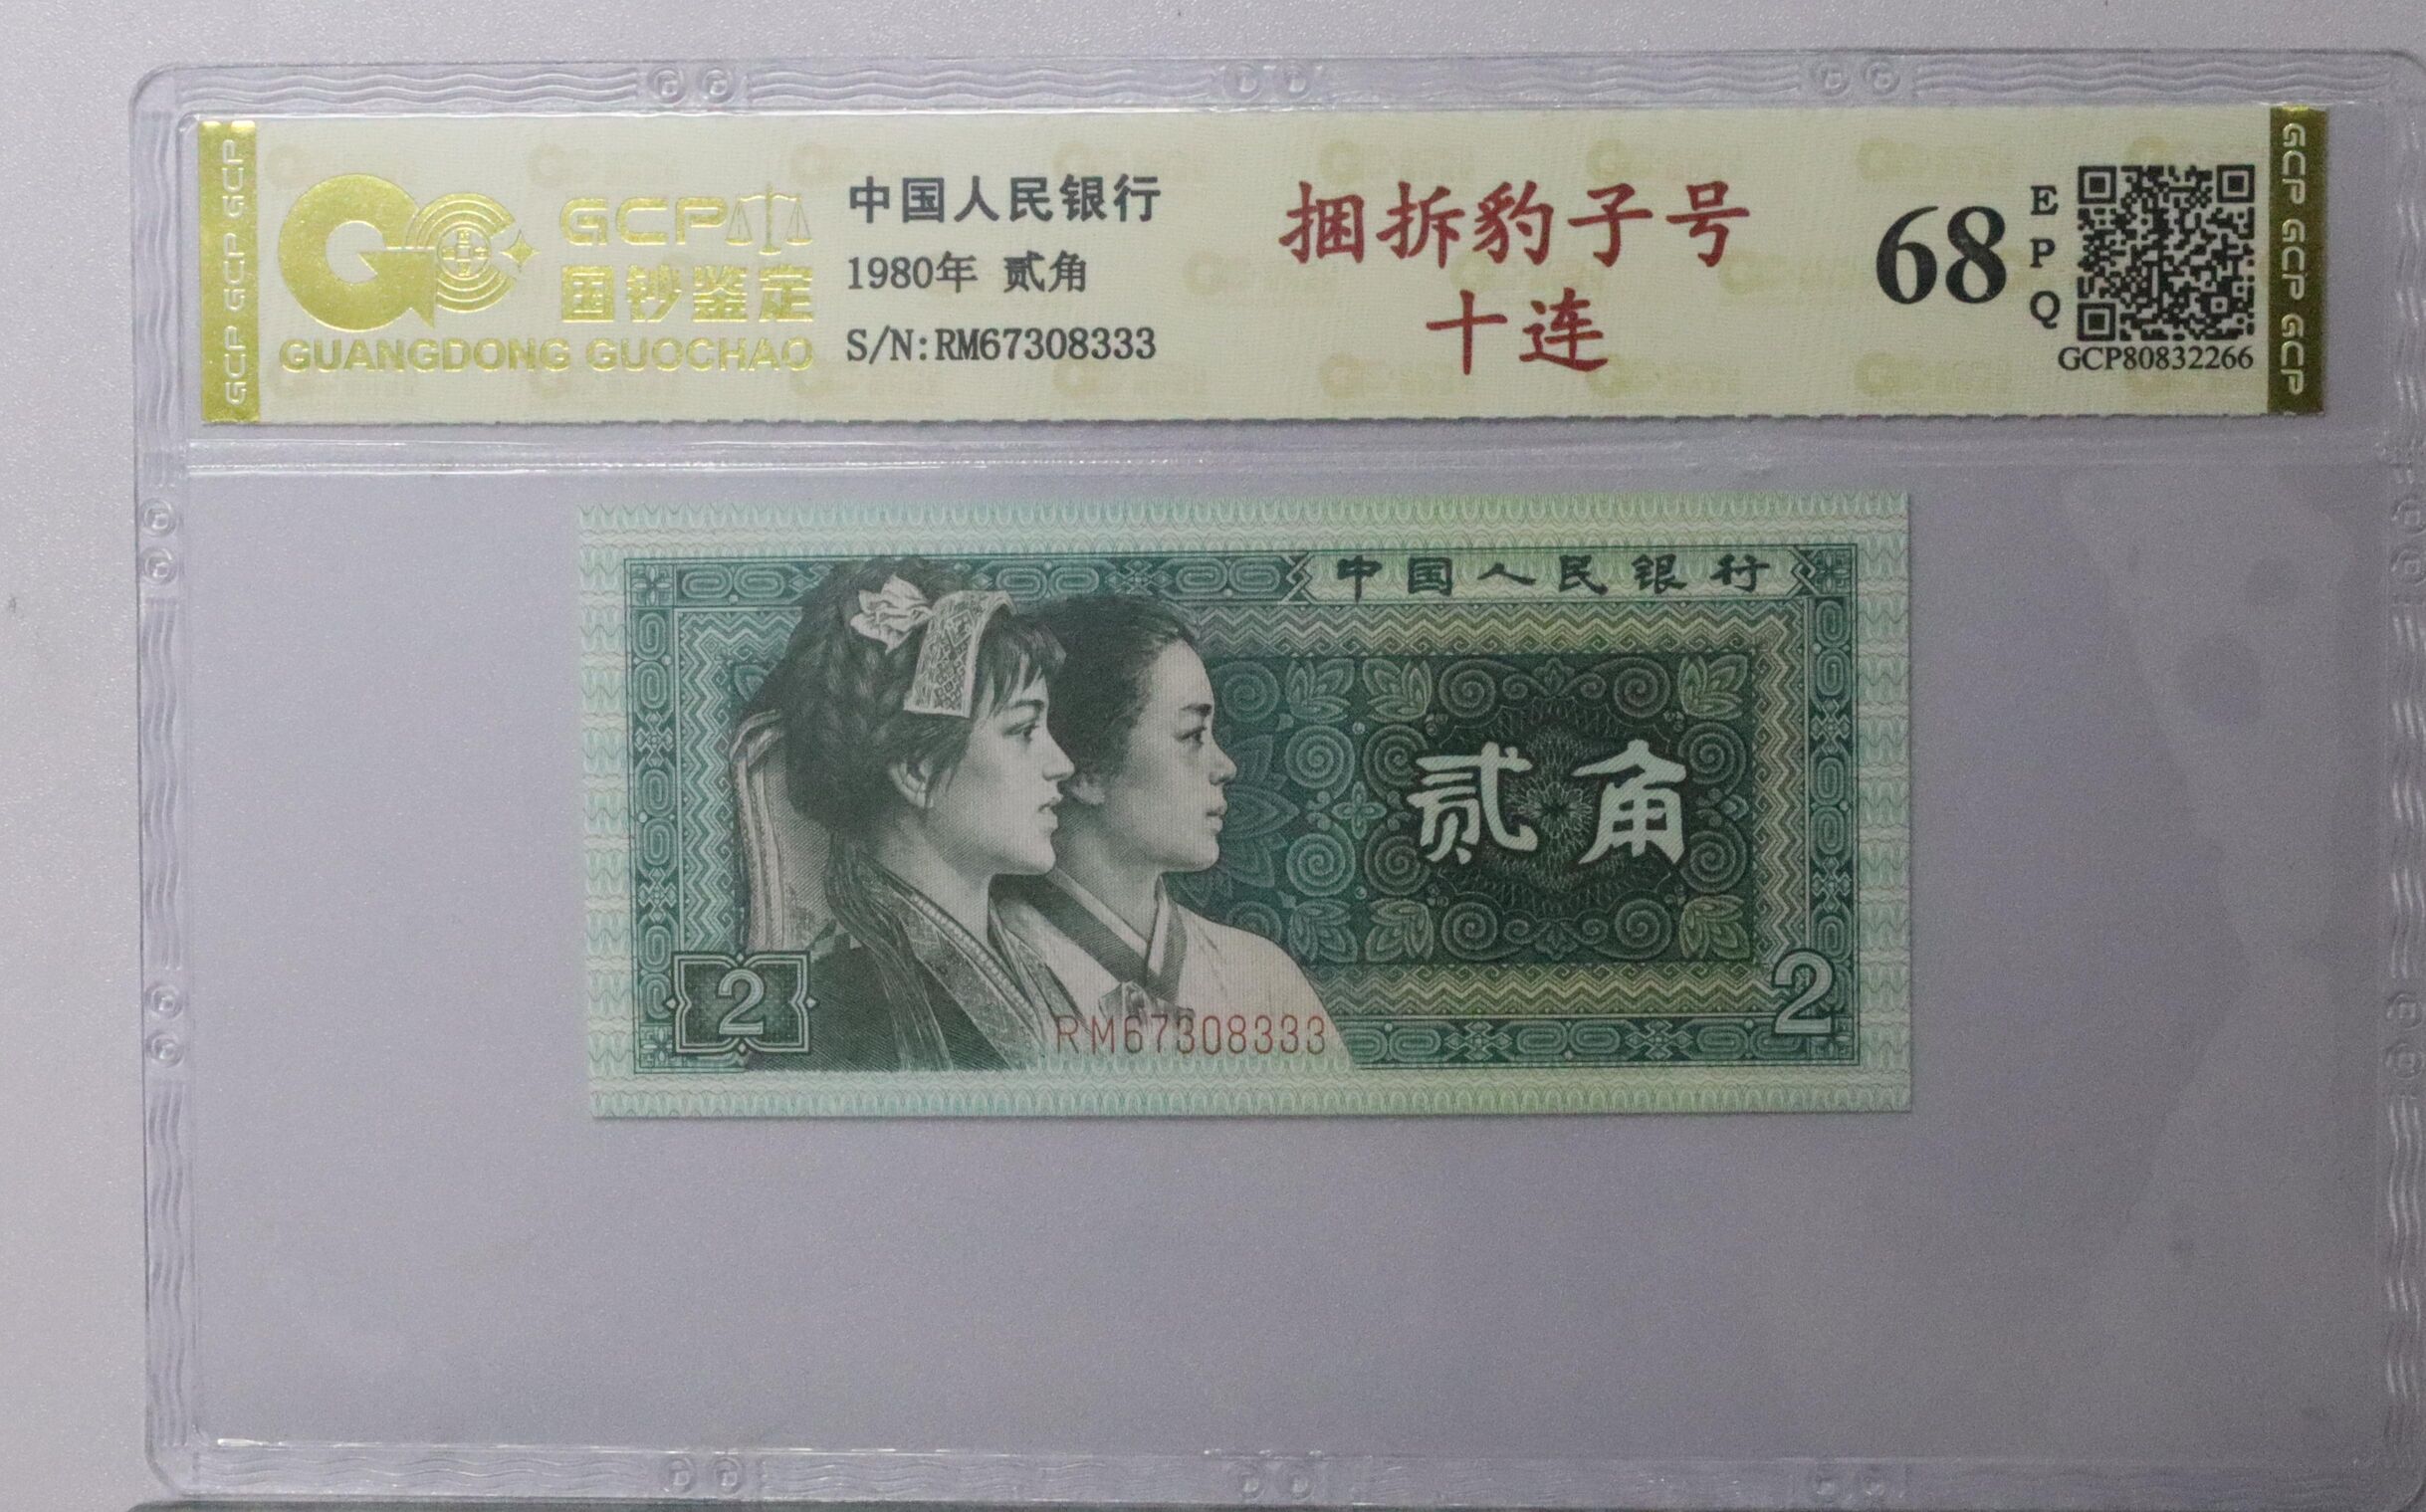 GCP GCP GCP
GCP
国钞鉴定
GUANGDONG GUOCHAO
中国人民银行
1980年 贰角
S/N:RM67308333
捆拆豹子号
十连
68
EPQ
GCP80832266
GCP GCP GCP
中国人民银行
贰角
2
RM67308333
2